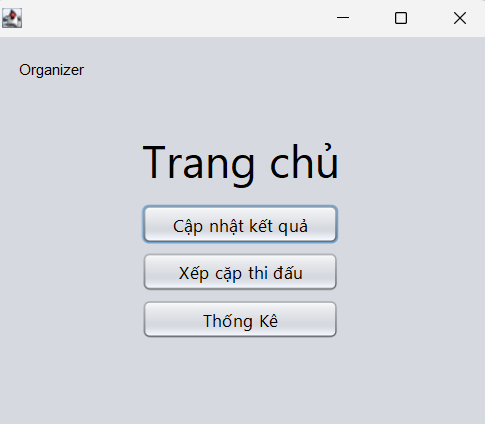 Organizer
Trang chủ
Cập nhật kết quả
Xếp cặp thi đấu
Thống Kê